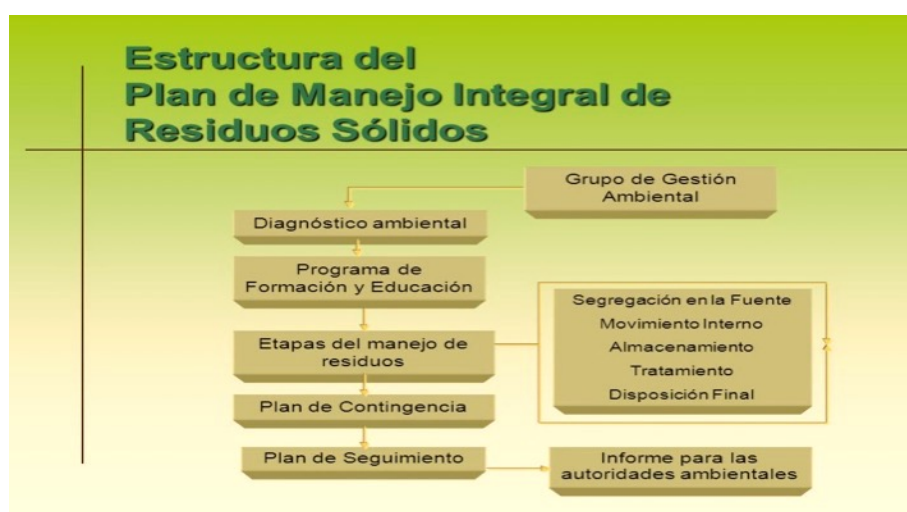 Estructura del
Plan de Manejo Integral de
Residuos Sólidos
Grupo de Gestión
Ambiental
Diagnóstico ambiental
Programa de
Formación y Educación
Etapas del manejo de
residuos
Segregación en la Fuente
Movimiento Interno
Almacenamiento
Tratamiento
Disposición Final
Plan de Contingencia
Plan de Seguimiento
Informe para las
autoridades ambientales